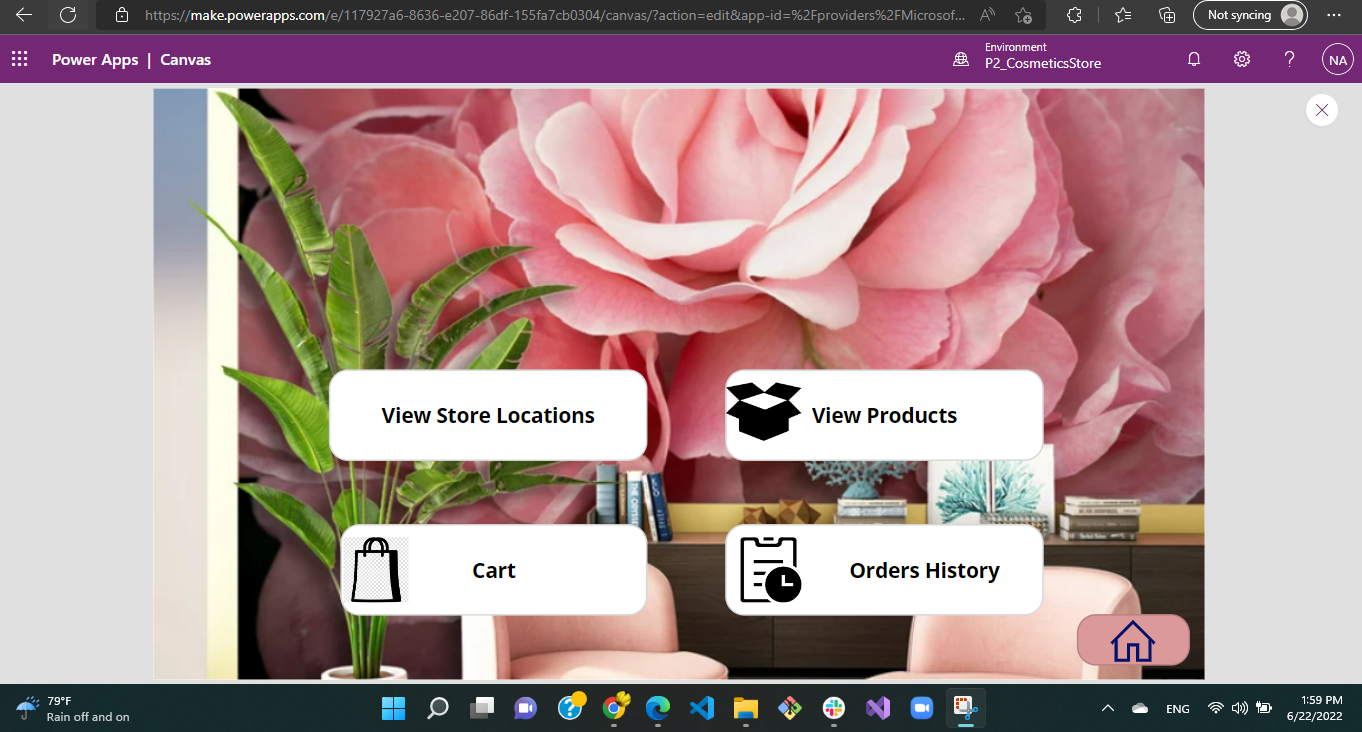 https://make.powerapps.com/e/117927a6-8636-e207-86df-155fa7cb0304/canvas/?action=edit&app-id=%2Fproviders%2FMicrosof...
Not syncing
Power Apps | Canvas
Environment
P2_CosmeticsStore
NA
View Store Locations
View Products
THE ODYSSEY
Cart
Orders History
79°F
Rain off and on
ENG
1:59 PM
6/22/2022